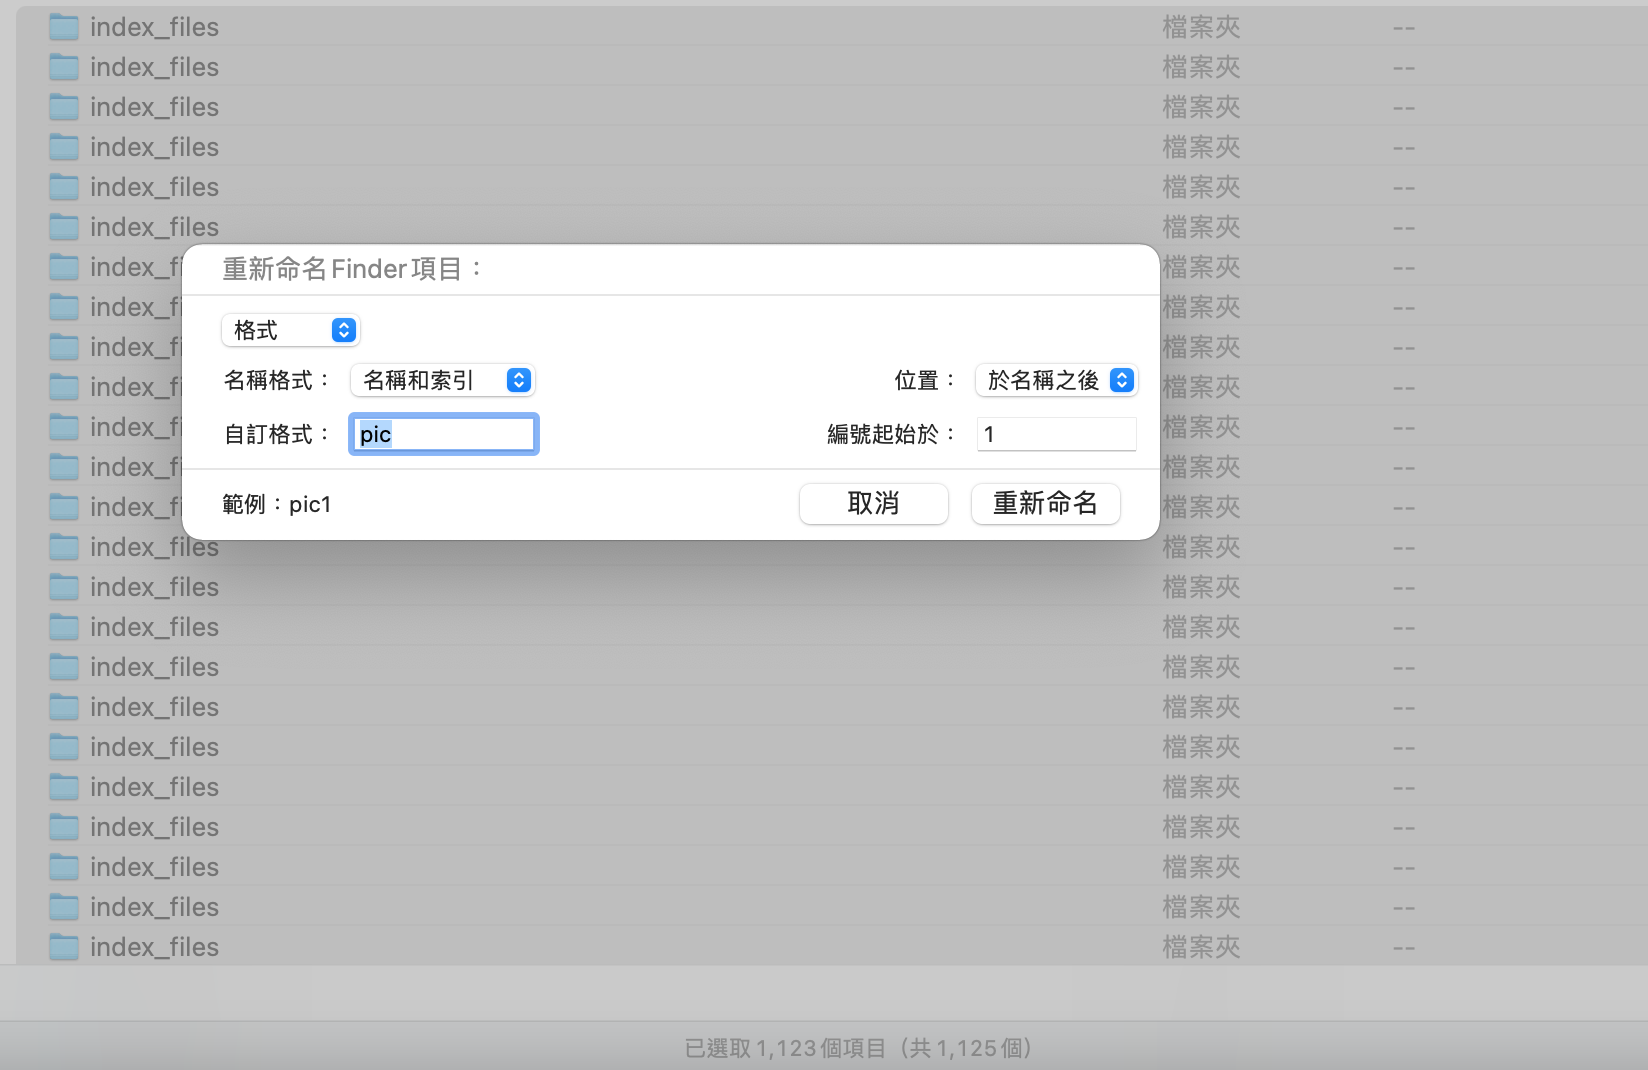 index_files 檔案夾 --
index_files 檔案夾 --
index_files 檔案夾 --
index_files 檔案夾 --
index_files 檔案夾 --
index_files 檔案夾 --
index_fi 檔案夾 --
index_fi 檔案夾 --
index_fi 檔案夾 --
index_fi 檔案夾 --
index_fi 檔案夾 --
index_fi 檔案夾 --
index_fi 檔案夾 --
index_files 檔案夾 --
index_files 檔案夾 --
index_files 檔案夾 --
index_files 檔案夾 --
index_files 檔案夾 --
index_files 檔案夾 --
index_files 檔案夾 --
index_files 檔案夾 --
index_files 檔案夾 --
index_files 檔案夾 --
index_files 檔案夾 --
重新命名Finder項目：
格式
名稱格式： 名稱和索引 位置： 於名稱之後
自訂格式： pic 編號起始於： 1
範例：pic1 取消 重新命名
已選取 1,123 個項目（共 1,125 個）